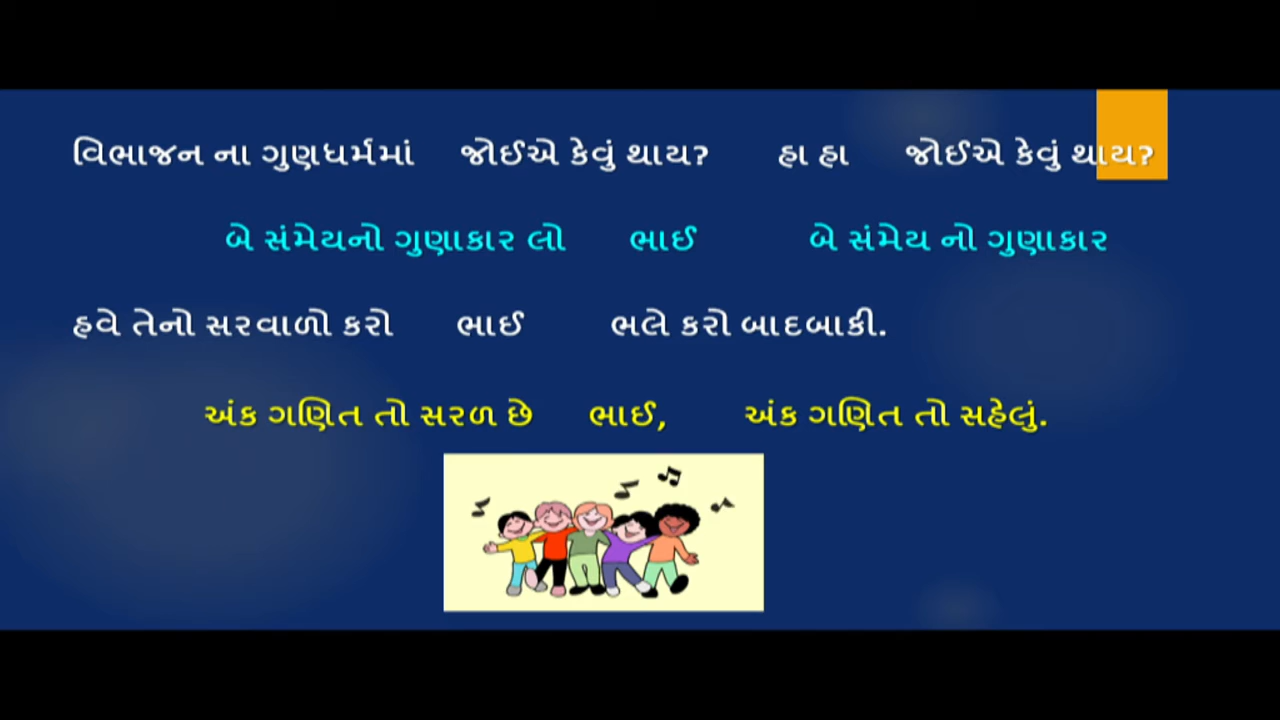 વિભાજન ના ગુણધર્મમાં જોઈએ કેવું થાય? હા હા જોઈએ કેવું થાય?
બે સંમેયનો ગુણાકાર લો ભાઈ બે સંમેય નો ગુણાકાર
હવે તેનો સરવાળો કરો ભાઈ ભલે કરો બાદબાકી.
અંક ગણિત તો સરળ છે ભાઈ, અંક ગણિત તો સહેલું.